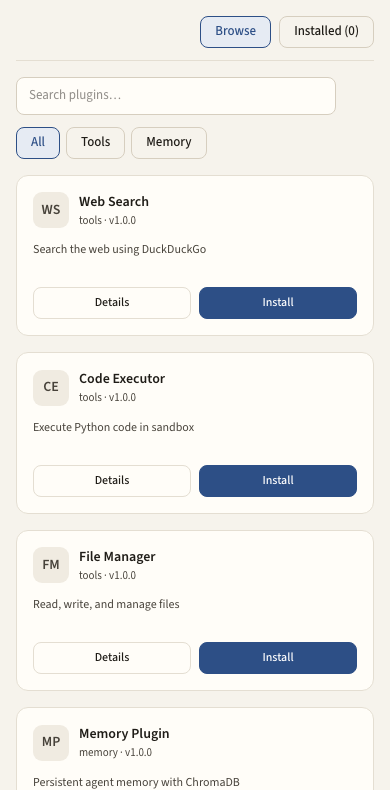 Browse
Installed (0)
Search plugins…
All
Tools
Memory
WS
Web Search
tools · v1.0.0
Search the web using DuckDuckGo
Details
Install
CE
Code Executor
tools · v1.0.0
Execute Python code in sandbox
Details
Install
FM
File Manager
tools · v1.0.0
Read, write, and manage files
Details
Install
MP
Memory Plugin
memory · v1.0.0
Persistent agent memory with ChromaDB